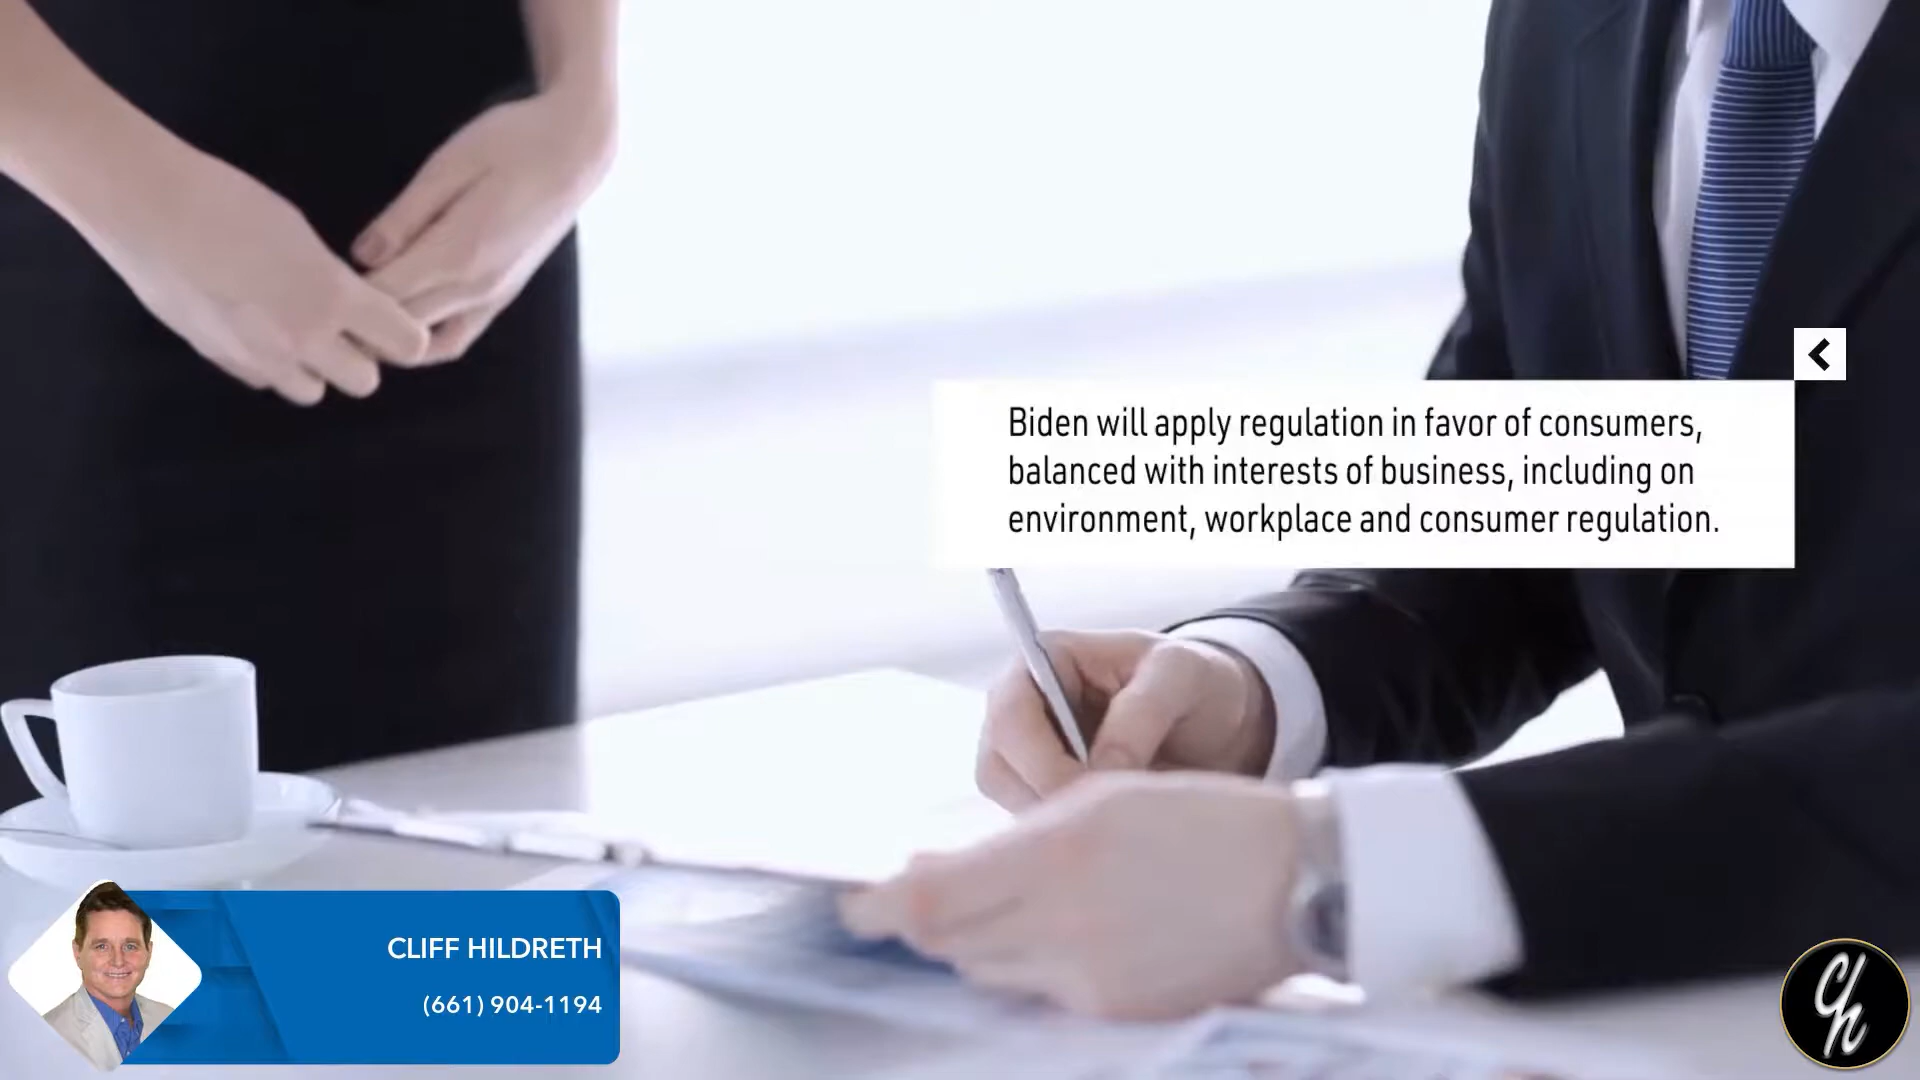 Biden will apply regulation in favor of consumers,
balanced with interests of business, including on
environment, workplace and consumer regulation.
CLIFF HILDRETH
(661) 904-1194
CH